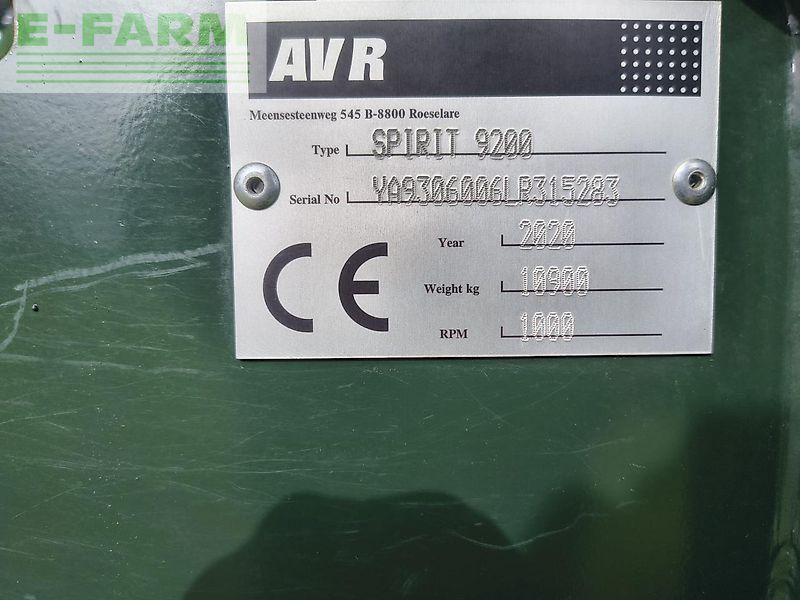 E-FARM
AVR
Meensesteenweg 545 B-8800 Roeselare
Type SPIRIT 9200
Serial No YA9306006LR315283
CE
Year 2020
Weight kg 10900
RPM 1000